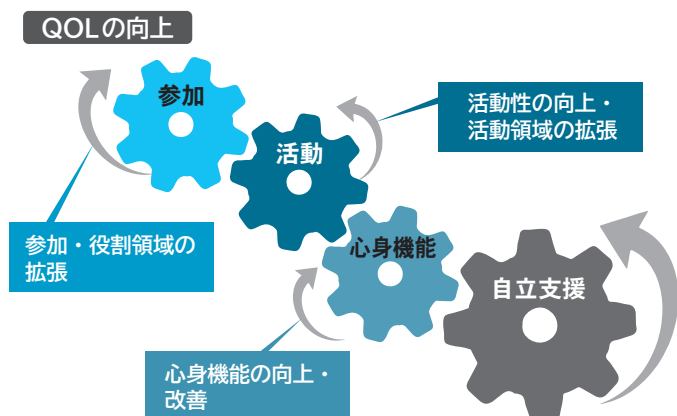 QOLの向上
参加
活動
活動性の向上・
活動領域の拡張
参加・役割領域の
拡張
心身機能
自立支援
心身機能の向上・
改善